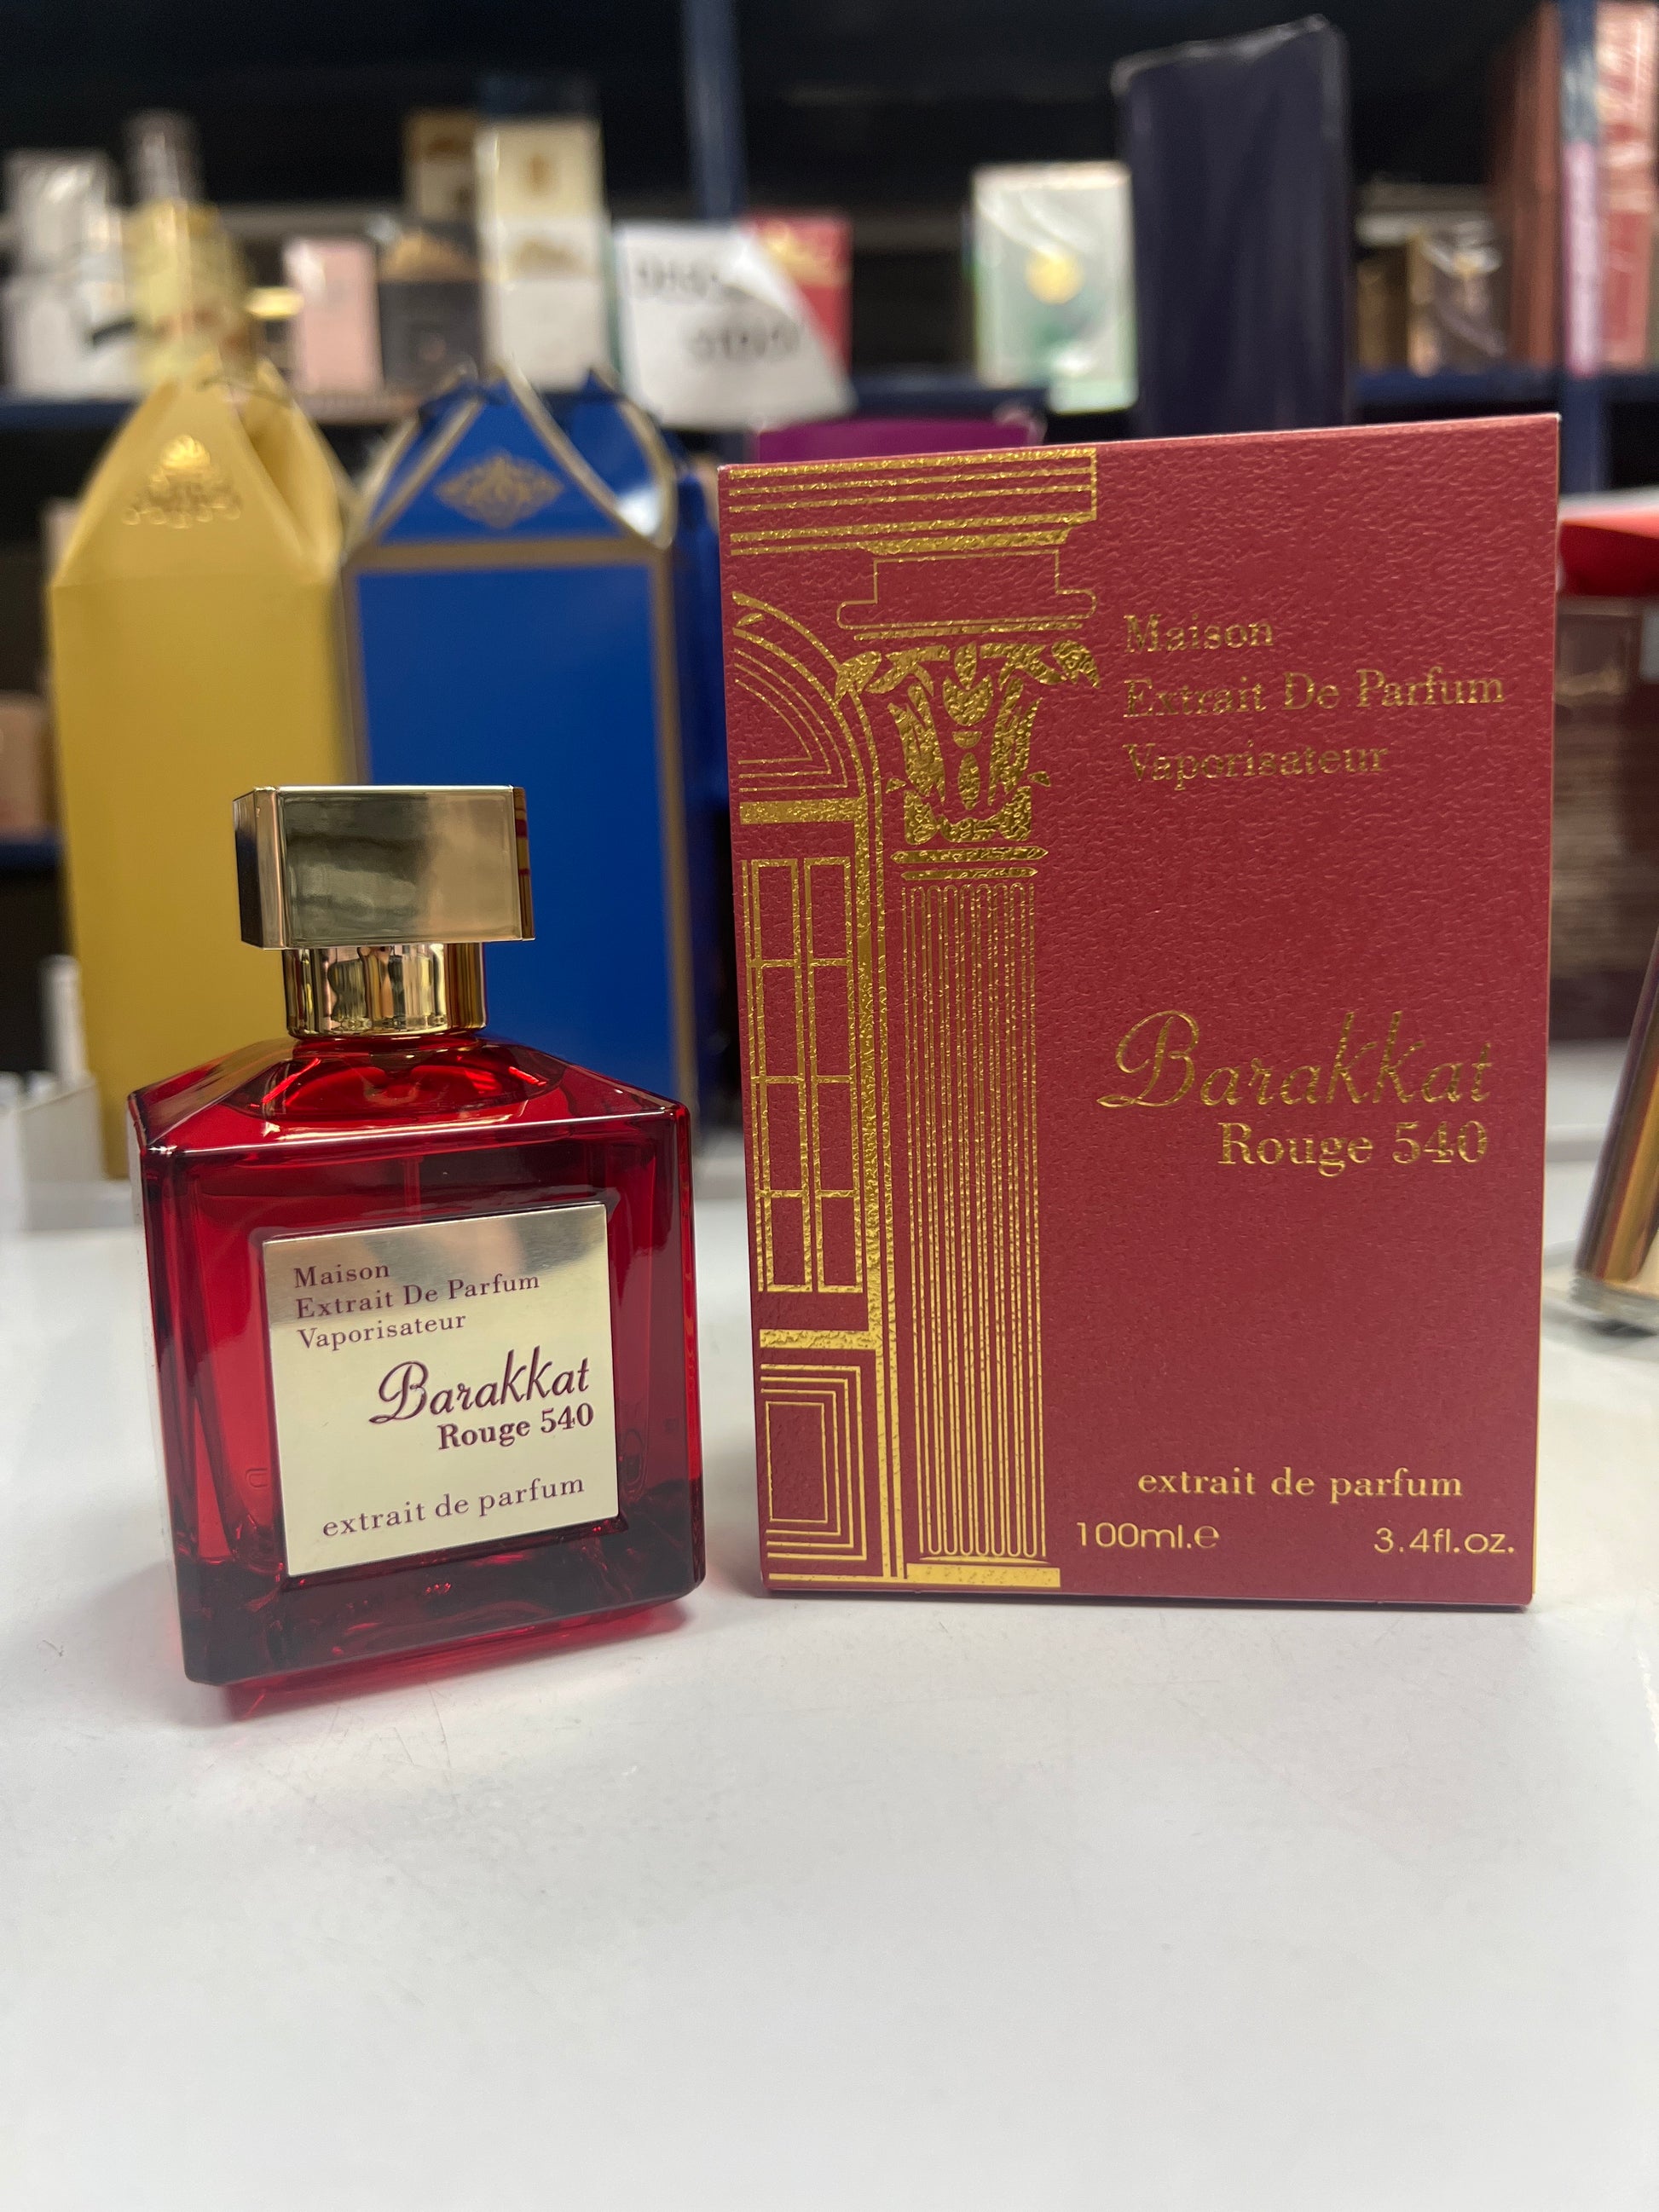 Maison
Extrait De Parfum
Vaporisateur
Barakkat
Rouge 540
extrait de parfum
Maison
Extrait De Parfum
Vaporisateur
Barakkat
Rouge 540
extrait de parfum
100ml.e
3.4fl.oz.